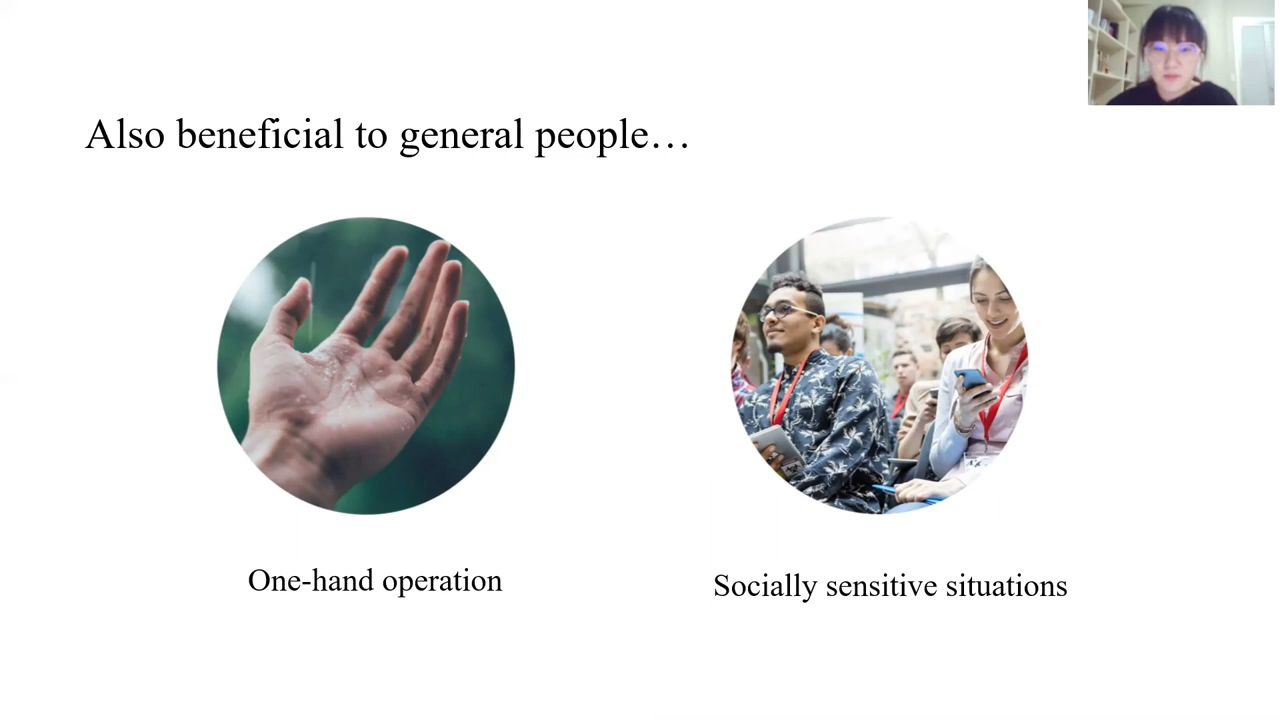 Also beneficial to general people…
One-hand operation
Socially sensitive situations